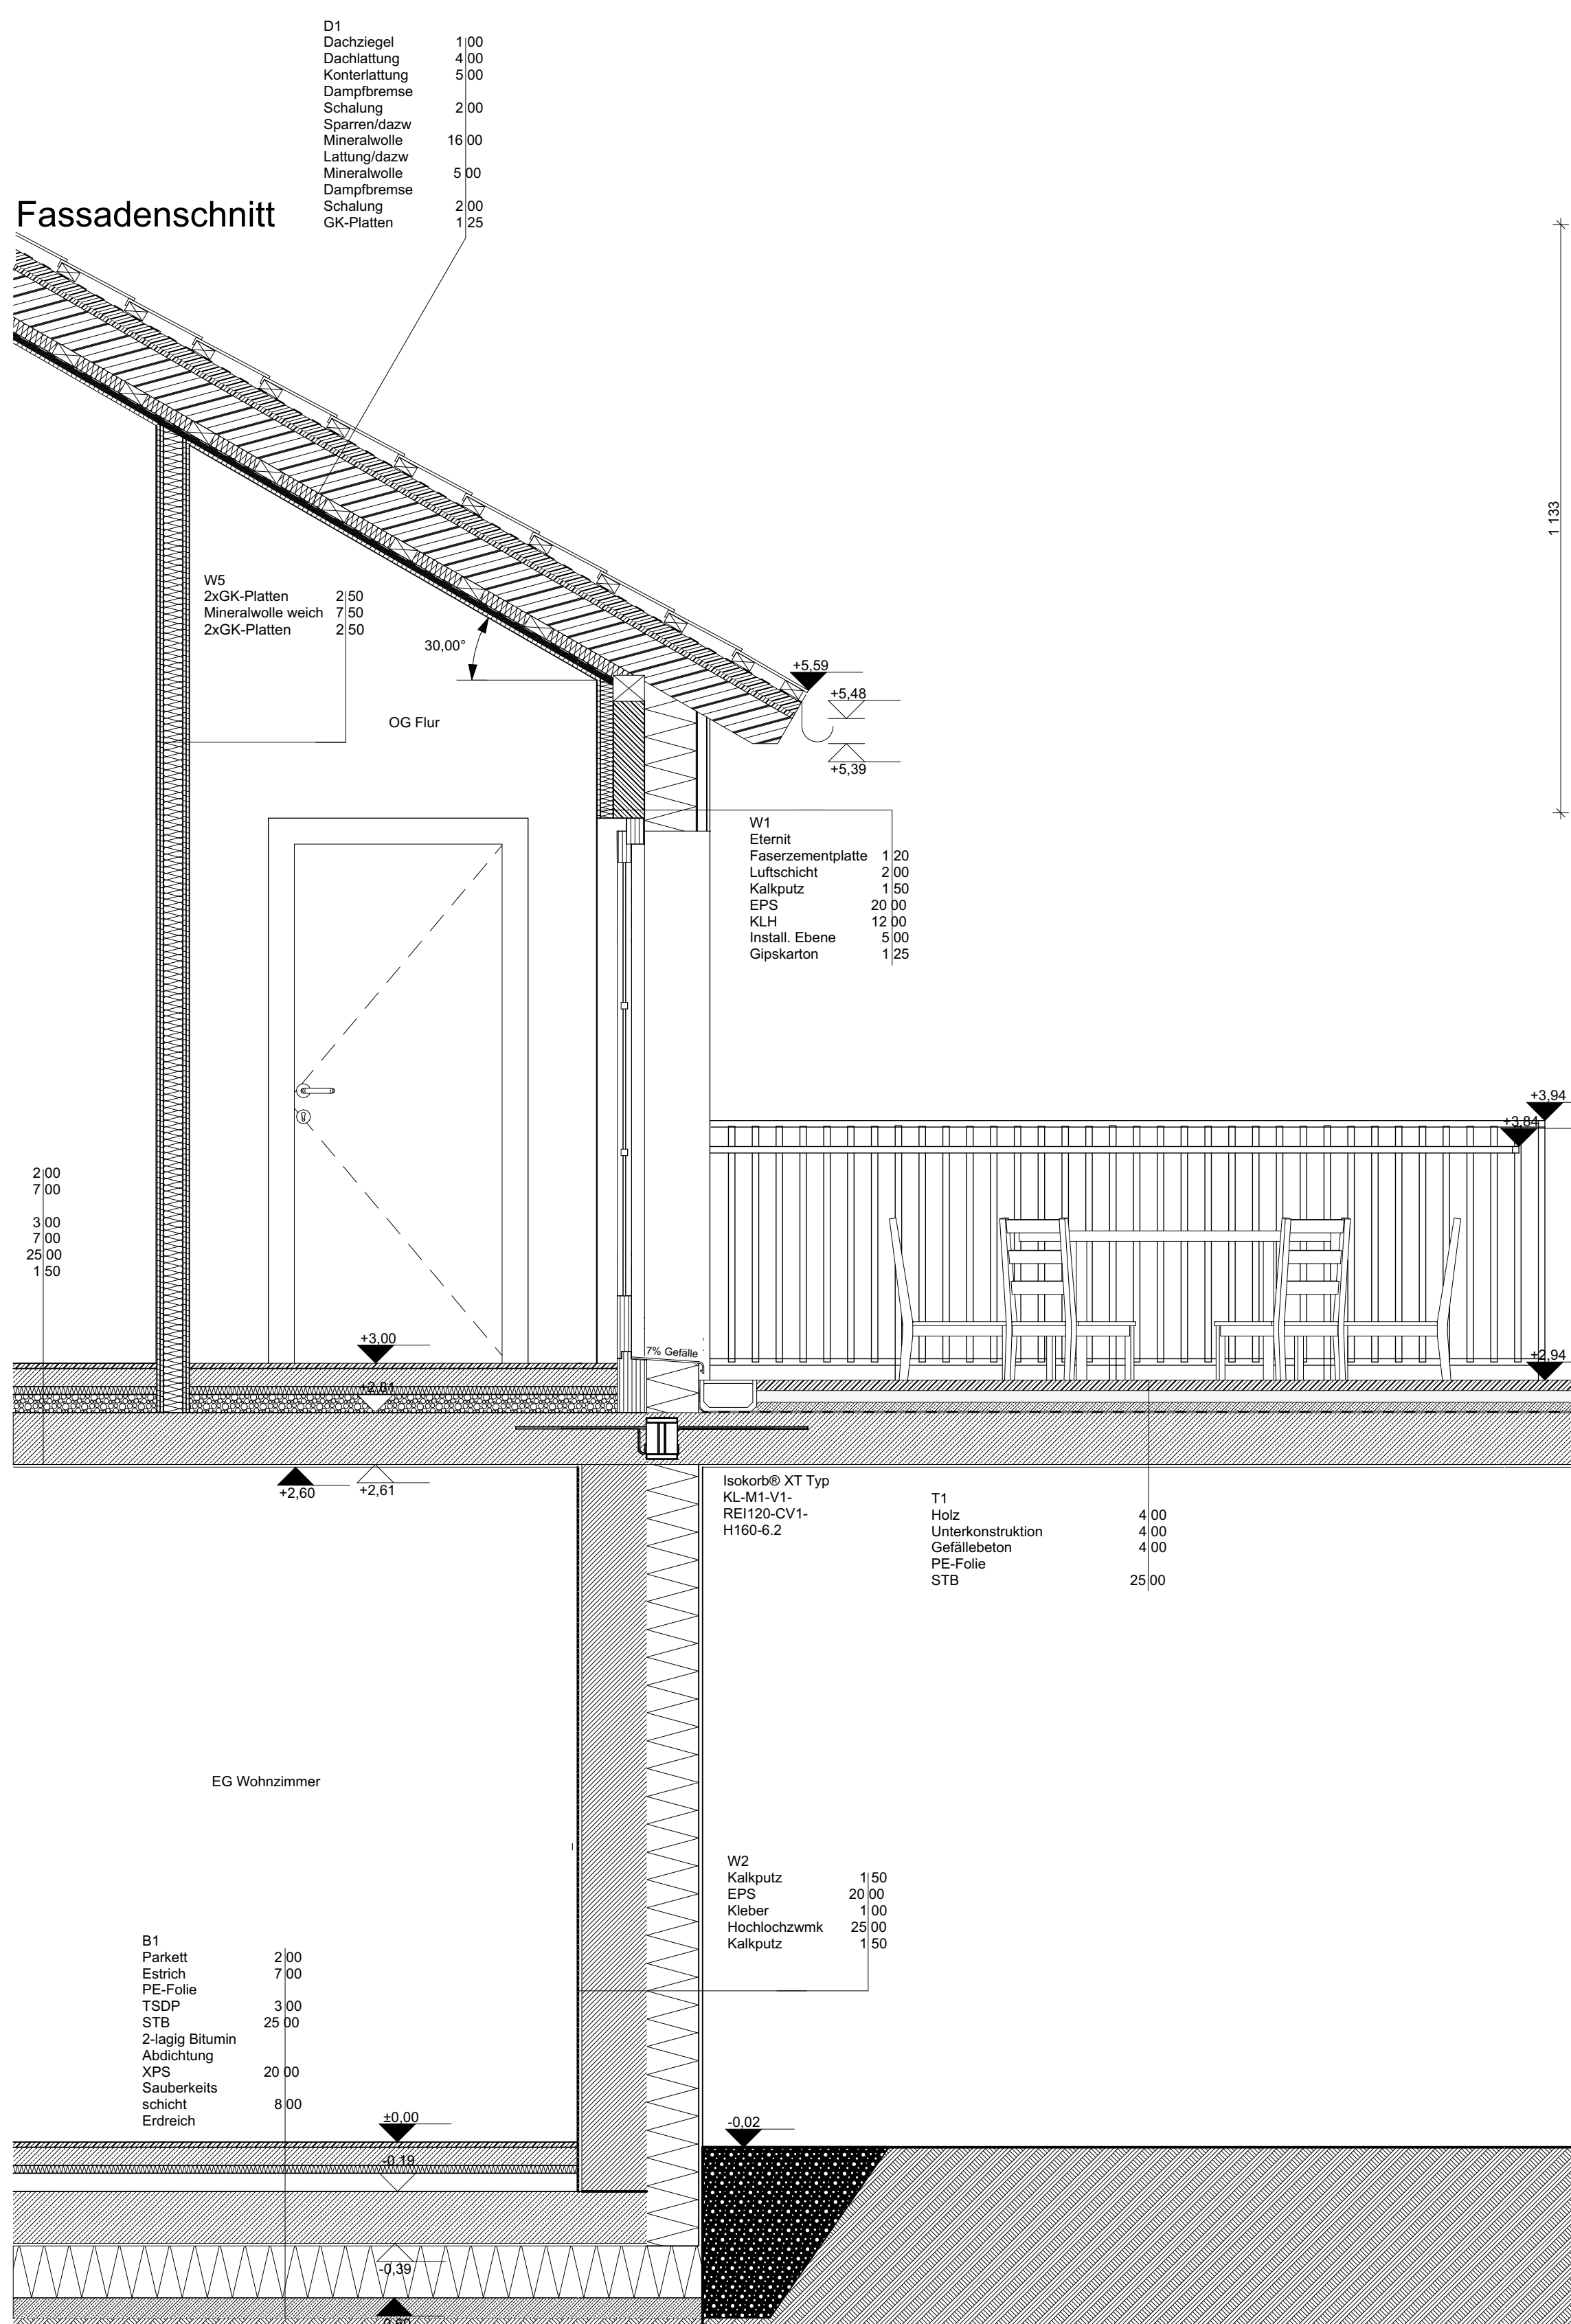 D1
Dachziegel 1 00
Dachlattung 4 00
Konterlattung 5 00
Dampfbremse
Schalung 2 00
Sparren/dazw
Mineralwolle 16 00
Lattung/dazw
Mineralwolle 5 00
Dampfbremse
Schalung 2 00
GK-Platten 1 25
Fassadenschnitt
1 133
W5
2xGK-Platten 2 50
Mineralwolle weich 7 50
2xGK-Platten 2 50
30,00°
OG Flur
+5,59
+5,48
+5,39
W1
Eternit
Faserzementplatte 1 20
Luftschicht 2 00
Kalkputz 1 50
EPS 20 00
KLH 12 00
Install. Ebene 5 00
Gipskarton 1 25
+3,94
+3,84
2 00
7 00
3 00
7 00
25 00
1 50
+3,00
7% Gefälle
+2,94
+2,81
+2,60
+2,61
Isokorb® XT Typ
KL-M1-V1-
REI120-CV1-
H160-6.2
T1
Holz 4 00
Unterkonstruktion 4 00
Gefällebeton 4 00
PE-Folie
STB 25 00
EG Wohnzimmer
W2
Kalkputz 1 50
EPS 20 00
Kleber 1 00
Hochlochzwmk 25 00
Kalkputz 1 50
B1
Parkett 2 00
Estrich 7 00
PE-Folie
TSDP 3 00
STB 25 00
2-lagig Bitumin
Abdichtung
XPS 20 00
Sauberkeits
schicht 8 00
Erdreich
±0,00
-0,02
-0,19
-0,39